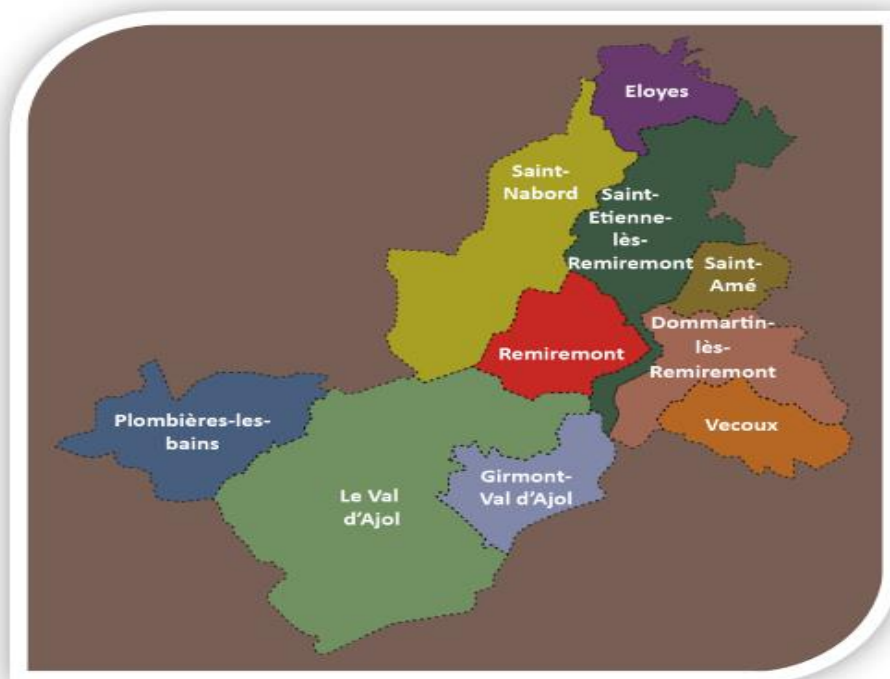 Eloyes
Saint-
Nabord
Saint-
Etienne-
lès-
Remiremont
Saint-
Amé
Dommartin-
lès-
Remiremont
Remiremont
Vecoux
Plombières-les-
bains
Le Val
d'Ajol
Girmont-
Val d'Ajol